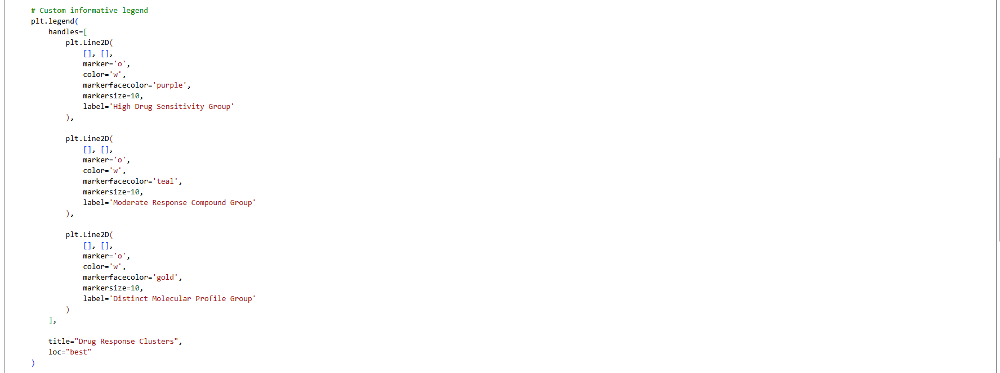 # Custom informative legend
plt.legend(
    handles=[
        plt.Line2D(
            [], [],
            marker='o',
            color='w',
            markerfacecolor='purple',
            markersize=10,
            label='High Drug Sensitivity Group'
        ),

        plt.Line2D(
            [], [],
            marker='o',
            color='w',
            markerfacecolor='teal',
            markersize=10,
            label='Moderate Response Compound Group'
        ),

        plt.Line2D(
            [], [],
            marker='o',
            color='w',
            markerfacecolor='gold',
            markersize=10,
            label='Distinct Molecular Profile Group'
        )
    ],

    title="Drug Response Clusters",
    loc="best"
)